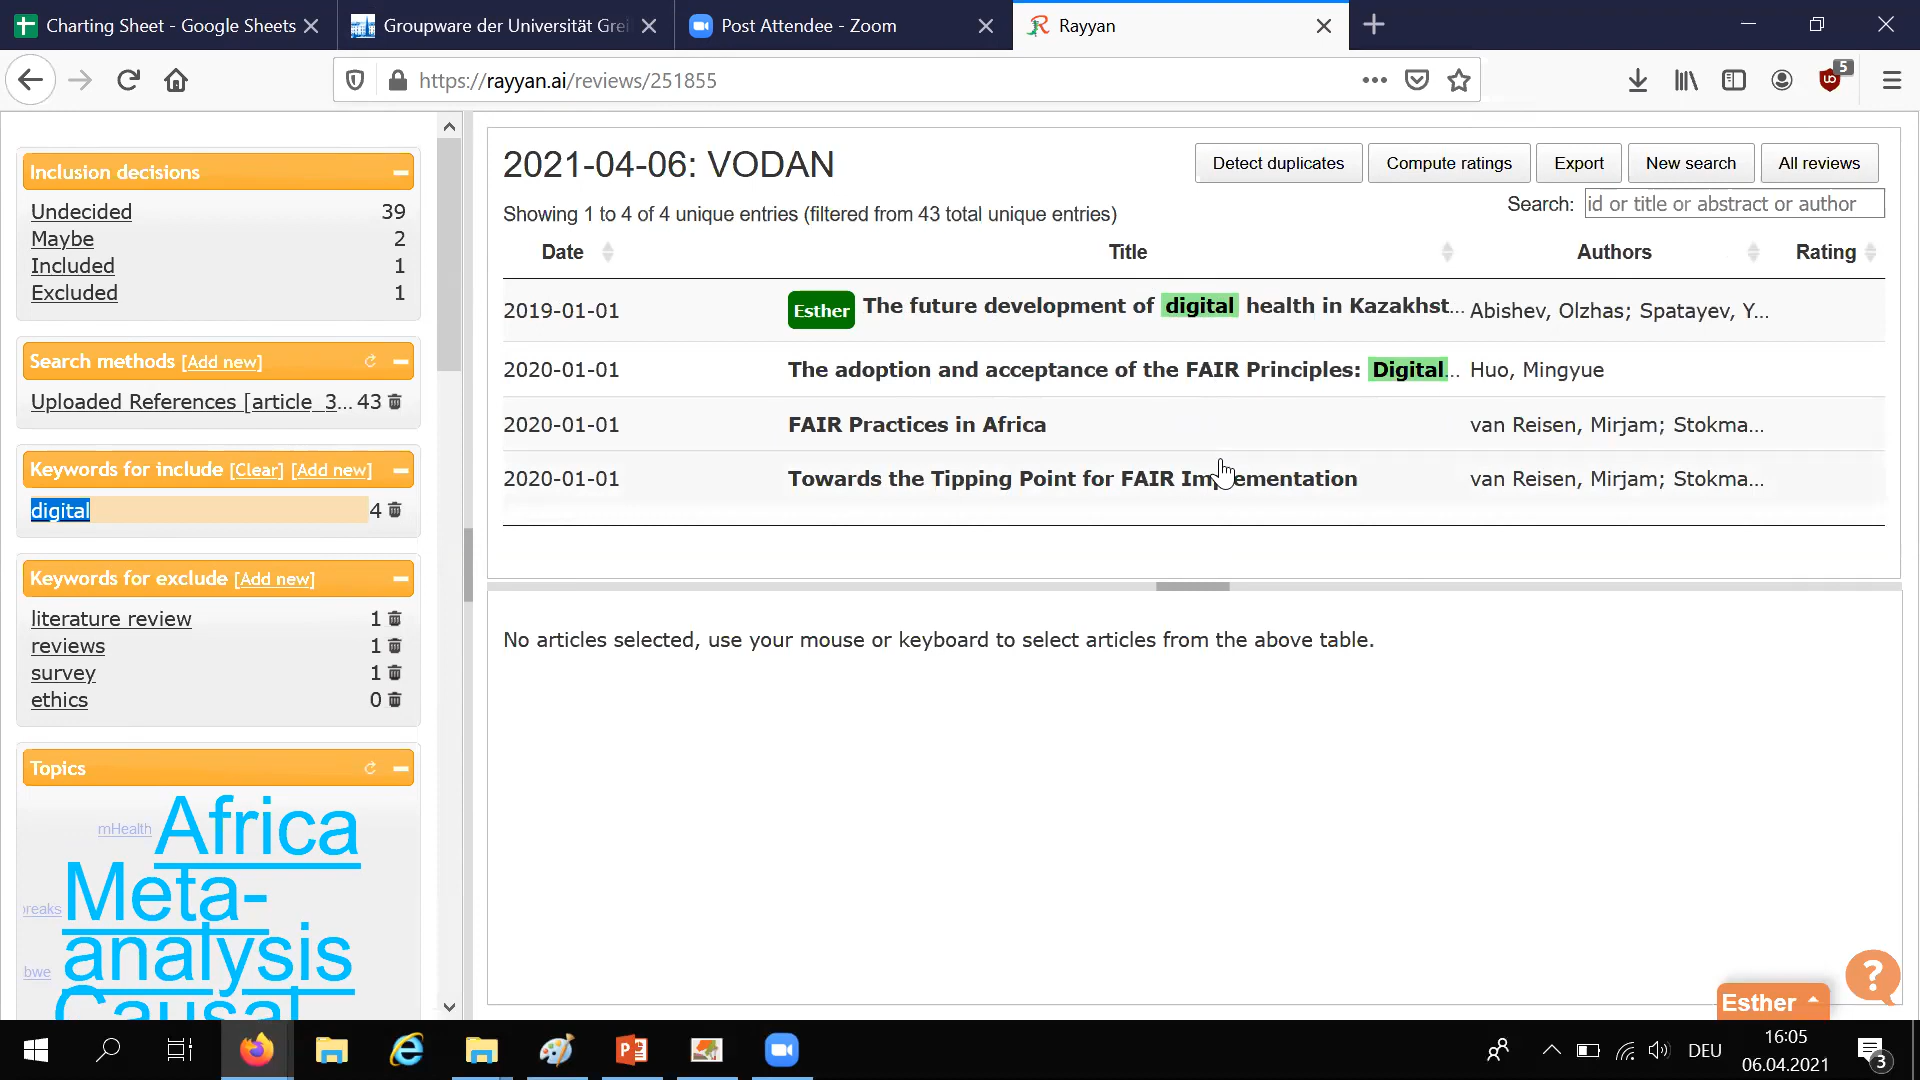 Charting Sheet - Google Sheets
Groupware der Universität Grei
Post Attendee - Zoom
Rayyan
https://rayyan.ai/reviews/251855
5
Inclusion decisions
Undecided 39
Maybe 2
Included 1
Excluded 1
Search methods [Add new]
Uploaded References [article_3... 43
Keywords for include [Clear] [Add new]
digital 4
Keywords for exclude [Add new]
literature review 1
reviews 1
survey 1
ethics 0
Topics
mHealth Africa
Meta-
reaks
analysis
bwe
Causal
2021-04-06: VODAN
Detect duplicates Compute ratings Export New search All reviews
Showing 1 to 4 of 4 unique entries (filtered from 43 total unique entries)
Search: id or title or abstract or author
Date Title Authors Rating
2019-01-01 Esther The future development of digital health in Kazakhst... Abishev, Olzhas; Spatayev, Y...
2020-01-01 The adoption and acceptance of the FAIR Principles: Digital... Huo, Mingyue
2020-01-01 FAIR Practices in Africa van Reisen, Mirjam; Stokma...
2020-01-01 Towards the Tipping Point for FAIR Implementation van Reisen, Mirjam; Stokma...
No articles selected, use your mouse or keyboard to select articles from the above table.
?
Esther
DEU
16:05
06.04.2021
3